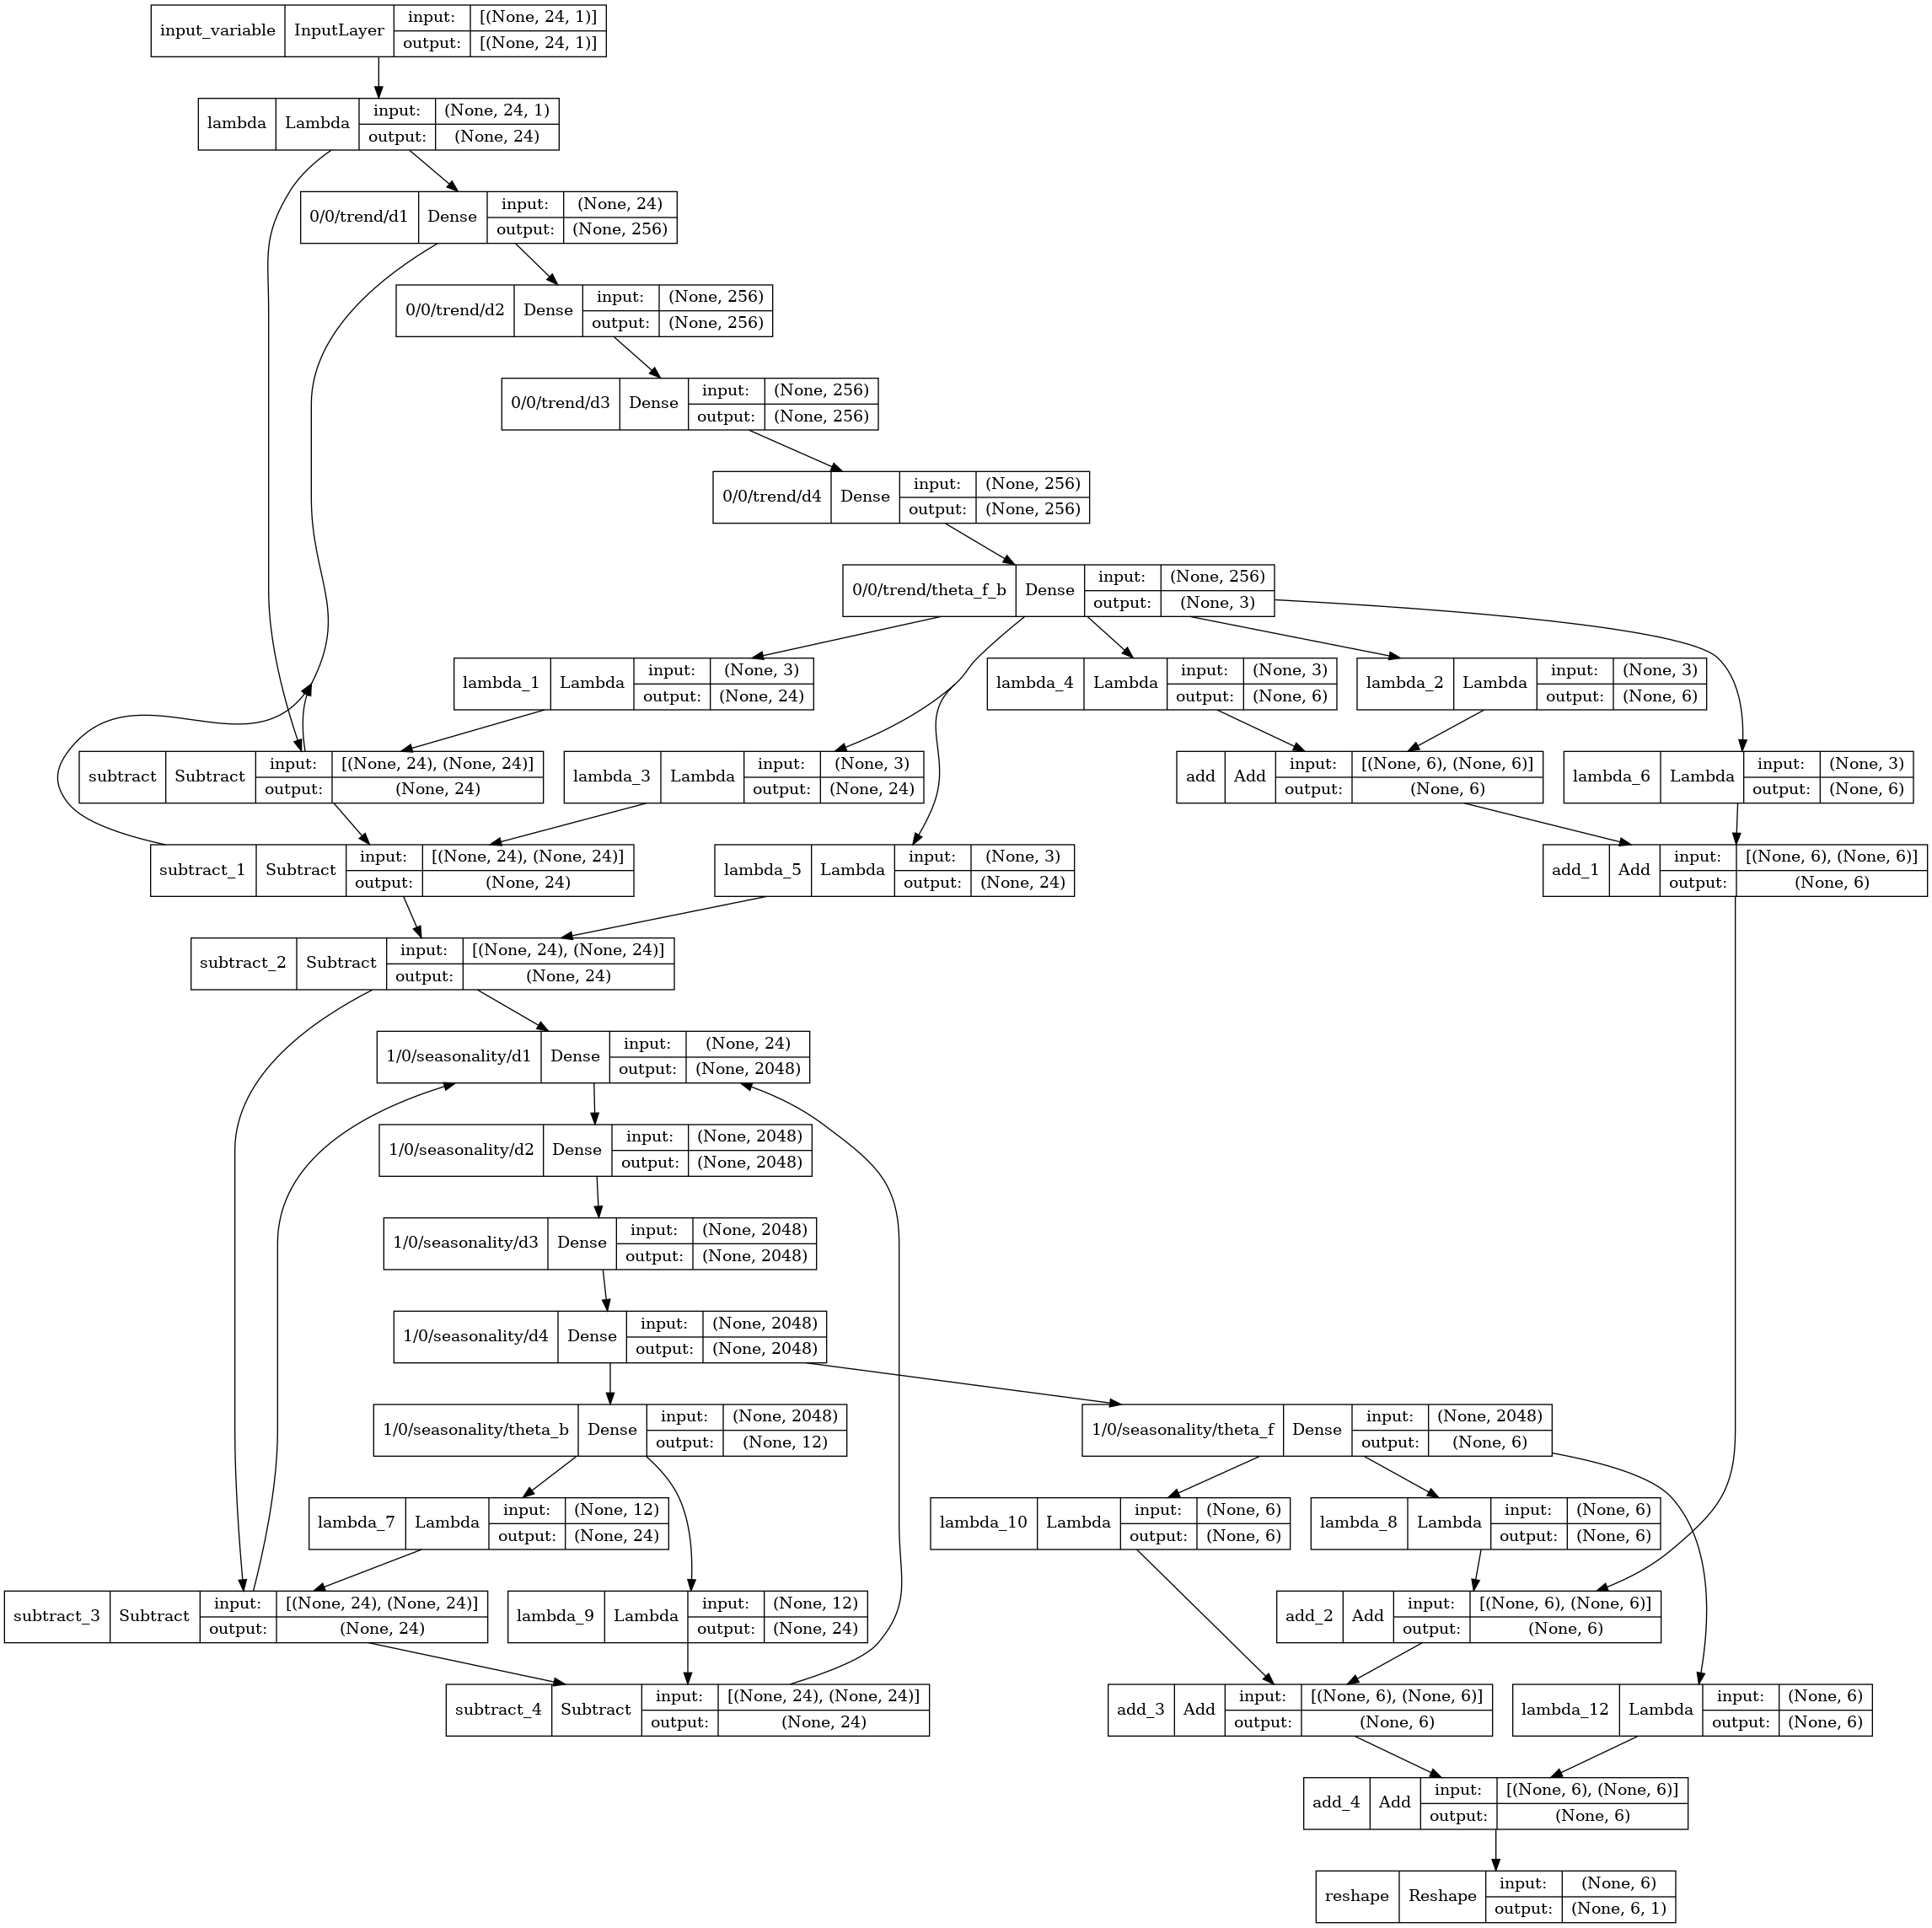 input_variable InputLayer input: [(None, 24, 1)]
output: [(None, 24, 1)]
lambda Lambda input: (None, 24, 1)
output: (None, 24)
0/0/trend/d1 Dense input: (None, 24)
output: (None, 256)
0/0/trend/d2 Dense input: (None, 256)
output: (None, 256)
0/0/trend/d3 Dense input: (None, 256)
output: (None, 256)
0/0/trend/d4 Dense input: (None, 256)
output: (None, 256)
0/0/trend/theta_f_b Dense input: (None, 256)
output: (None, 3)
lambda_1 Lambda input: (None, 3)
output: (None, 24)
lambda_4 Lambda input: (None, 3)
output: (None, 6)
lambda_2 Lambda input: (None, 3)
output: (None, 6)
subtract Subtract input: [(None, 24), (None, 24)]
output: (None, 24)
lambda_3 Lambda input: (None, 3)
output: (None, 24)
add Add input: [(None, 6), (None, 6)]
output: (None, 6)
lambda_6 Lambda input: (None, 3)
output: (None, 6)
subtract_1 Subtract input: [(None, 24), (None, 24)]
output: (None, 24)
lambda_5 Lambda input: (None, 3)
output: (None, 24)
add_1 Add input: [(None, 6), (None, 6)]
output: (None, 6)
subtract_2 Subtract input: [(None, 24), (None, 24)]
output: (None, 24)
1/0/seasonality/d1 Dense input: (None, 24)
output: (None, 2048)
1/0/seasonality/d2 Dense input: (None, 2048)
output: (None, 2048)
1/0/seasonality/d3 Dense input: (None, 2048)
output: (None, 2048)
1/0/seasonality/d4 Dense input: (None, 2048)
output: (None, 2048)
1/0/seasonality/theta_b Dense input: (None, 2048)
output: (None, 12)
1/0/seasonality/theta_f Dense input: (None, 2048)
output: (None, 6)
lambda_7 Lambda input: (None, 12)
output: (None, 24)
lambda_10 Lambda input: (None, 6)
output: (None, 6)
lambda_8 Lambda input: (None, 6)
output: (None, 6)
subtract_3 Subtract input: [(None, 24), (None, 24)]
output: (None, 24)
lambda_9 Lambda input: (None, 12)
output: (None, 24)
add_2 Add input: [(None, 6), (None, 6)]
output: (None, 6)
subtract_4 Subtract input: [(None, 24), (None, 24)]
output: (None, 24)
add_3 Add input: [(None, 6), (None, 6)]
output: (None, 6)
lambda_12 Lambda input: (None, 6)
output: (None, 6)
add_4 Add input: [(None, 6), (None, 6)]
output: (None, 6)
reshape Reshape input: (None, 6)
output: (None, 6, 1)